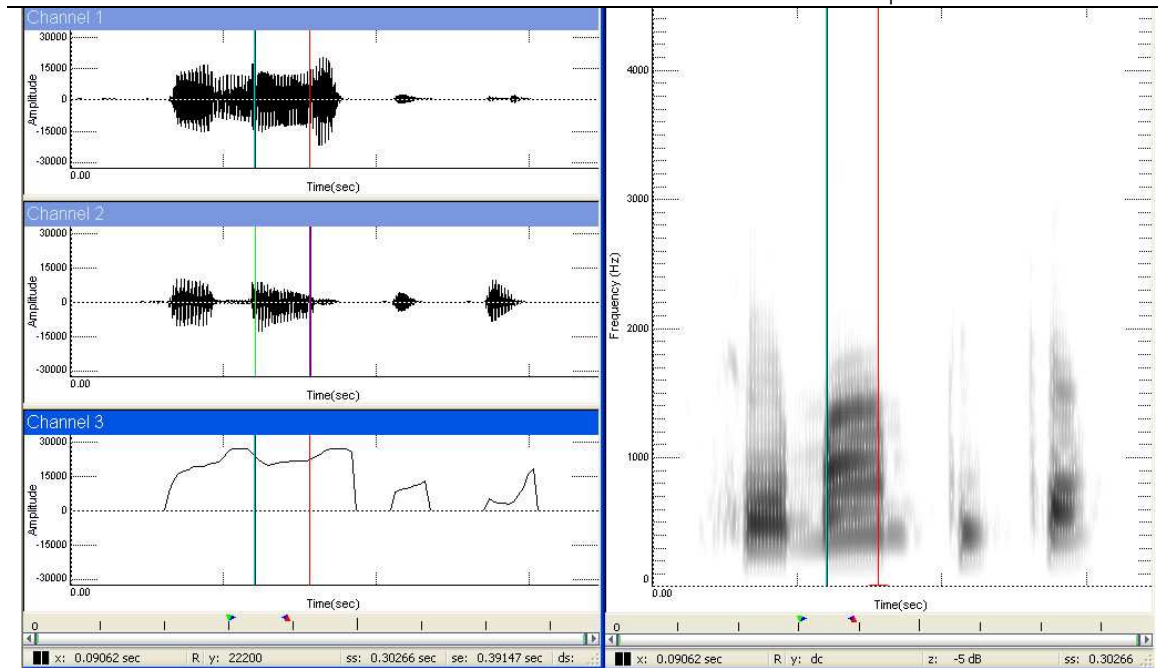 Channel 1
30000
15000
0
-15000
-30000
Amplitude
0.00
Time(sec)
Channel 2
30000
15000
0
-15000
-30000
Amplitude
0.00
Time(sec)
Channel 3
30000
15000
0
-15000
-30000
Amplitude
0.00
Time(sec)
0
x: 0.09062 sec R y: 22200 ss: 0.30266 sec se: 0.39147 sec ds:
4000
3000
2000
1000
0
Frequency (Hz)
0.00
Time(sec)
0
x: 0.09062 sec R y: dc z: -5 dB ss: 0.30266